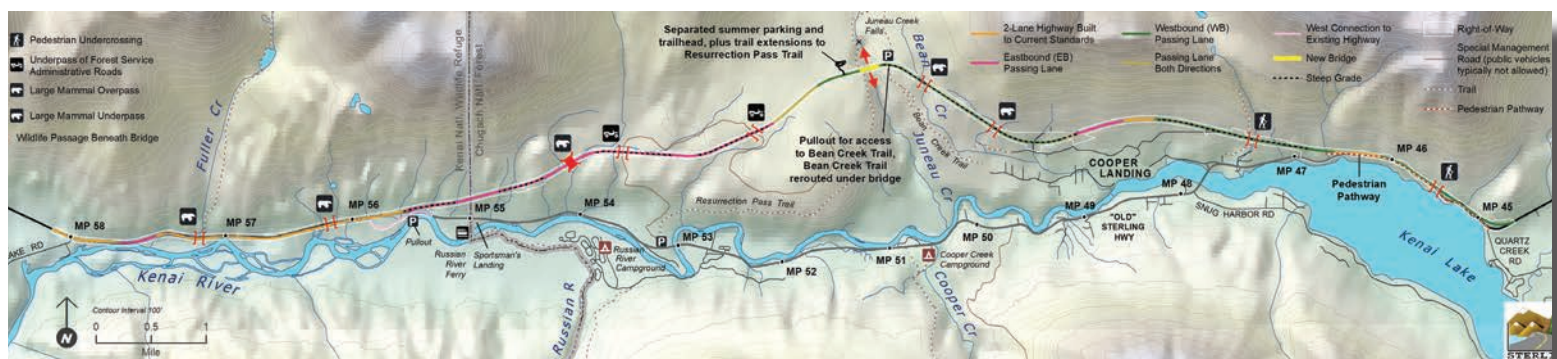 Pedestrian Undercrossing
Underpass of Forest Service
Administrative Roads
Large Mammal Overpass
Large Mammal Underpass
Wildlife Passage Beneath Bridge
Fuller Cr
Kenai Natl. Wildlife Refuge
Chugach Natl. Forest
Separated summer parking and
trailhead, plus trail extensions to
Resurrection Pass Trail
Juneau Creek
Falls
Bean Cr
2-Lane Highway Built
to Current Standards
Eastbound (EB)
Passing Lane
Westbound (WB)
Passing Lane
Passing Lane
Both Directions
West Connection to
Existing Highway
New Bridge
Steep Grade
Right-of-Way
Special Management
Road (public vehicles
typically not allowed)
Trail
Pedestrian Pathway
P
Pullout for access
to Bean Creek Trail,
Bean Creek Trail
rerouted under bridge
Bean
Creek Trail
Juneau Cr
COOPER
LANDING
Pedestrian
Pathway
MP 58
MP 57
MP 56
MP 55
MP 54
MP 53
MP 52
MP 51
MP 50
MP 49
MP 48
MP 47
MP 46
MP 45
LAKE RD
Kenai River
P
Pullout
Russian
River
Ferry
Sportsman's
Landing
Russian
River
Campground
Russian R
P
Resurrection Pass Trail
Cooper Creek
Campground
Cooper Cr
"OLD"
STERLING
HWY
SNUG HARBOR RD
Kenai Lake
QUARTZ
CREEK
RD
N
Contour Interval 100'
0 0.5 1
Mile
STERL